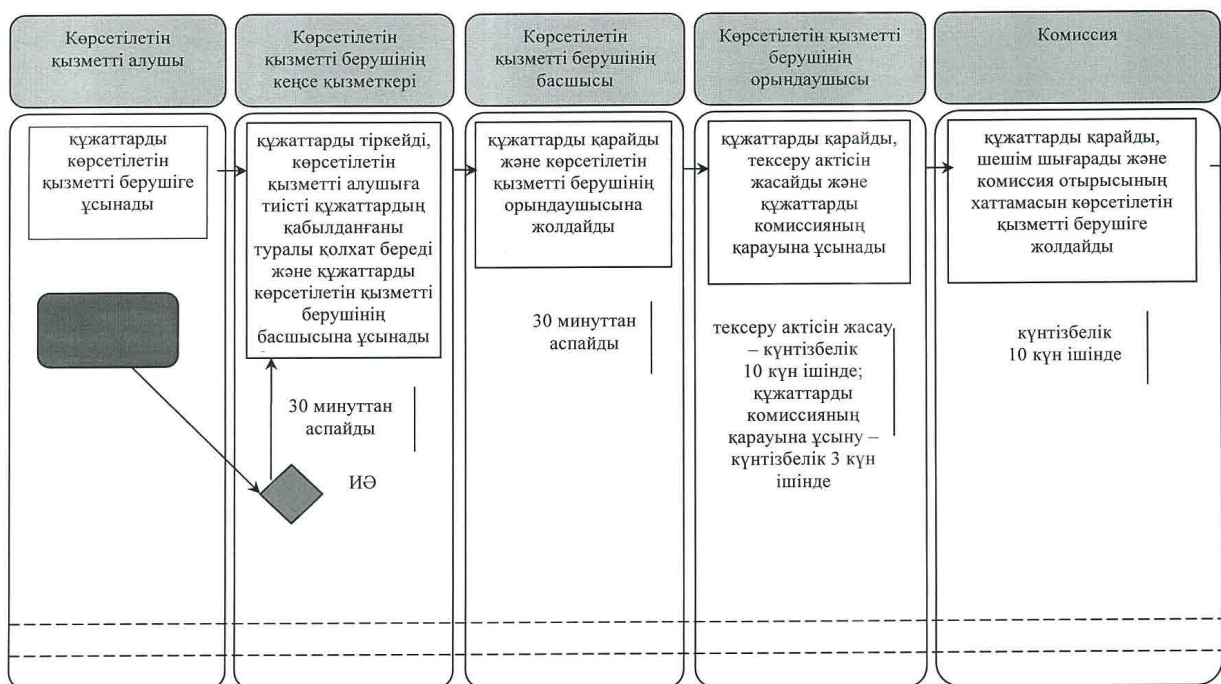 Көрсетілетін
қызметті алушы
Көрсетілетін
қызметті берушінің
кеңсе қызметкері
Көрсетілетін
қызметті берушінің
басшысы
Көрсетілетін қызметті
берушінің
орындаушысы
Комиссия
құжаттарды
көрсетілетін
қызметті берушіге
ұсынады
құжаттарды тіркейді,
көрсетілетін
қызметті алушыға
тиісті құжаттардың
қабылданғаны
туралы қолхат береді
және құжаттарды
көрсетілетін қызметті
берушінің
басшысына ұсынады
30 минуттан
аспайды
ИӘ
құжаттарды қарайды
және көрсетілетін
қызметті берушінің
орындаушысына
жолдайды
30 минуттан
аспайды
құжаттарды қарайды,
тексеру актісін
жасайды және
құжаттарды
комиссияның
қарауына ұсынады
тексеру актісін жасау
– күнтізбелік
10 күн ішінде;
құжаттарды
комиссияның
қарауына ұсыну –
күнтізбелік 3 күн
ішінде
құжаттарды қарайды,
шешім шығарады және
комиссия отырысының
хаттамасын көрсетілетін
қызметті берушіге
жолдайды
күнтізбелік
10 күн ішінде